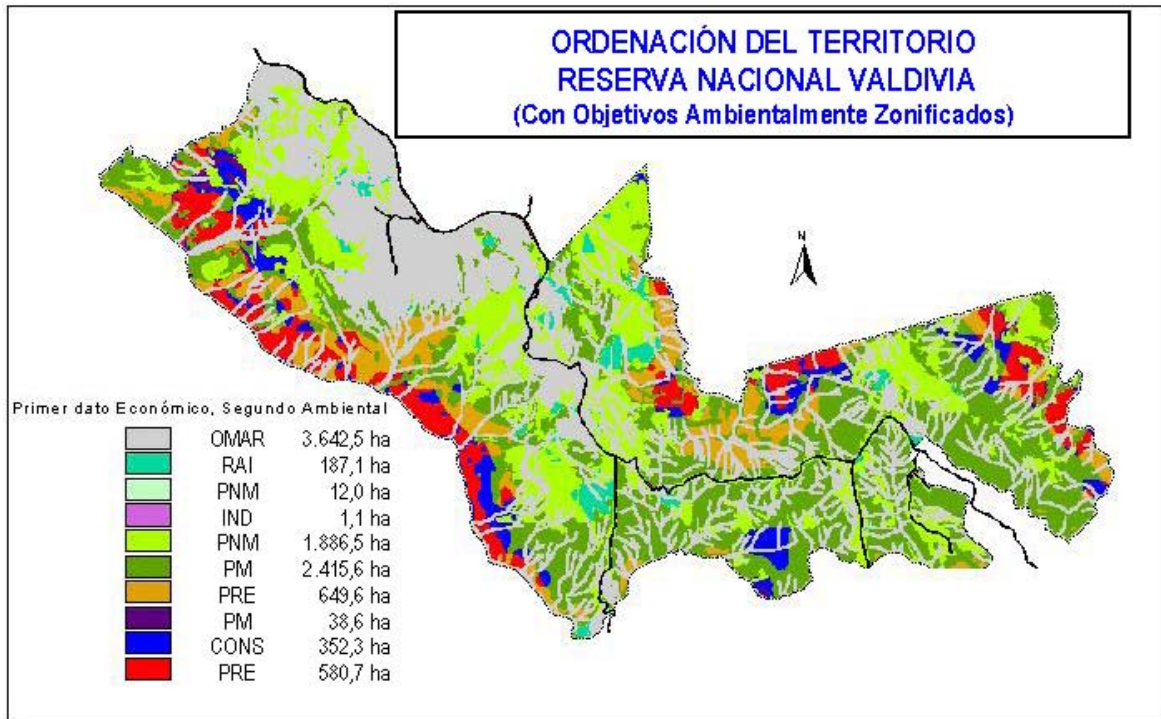 ORDENACIÓN DEL TERRITORIO
RESERVA NACIONAL VALDIVIA
(Con Objetivos Ambientalmente Zonificados)
N
Primer dato Económico, Segundo Ambiental
OMAR 3.642,5 ha
RAI 187,1 ha
PNM 12,0 ha
IND 1,1 ha
PNM 1.886,5 ha
PM 2.415,6 ha
PRE 649,6 ha
PM 38,6 ha
CONS 352,3 ha
PRE 580,7 ha